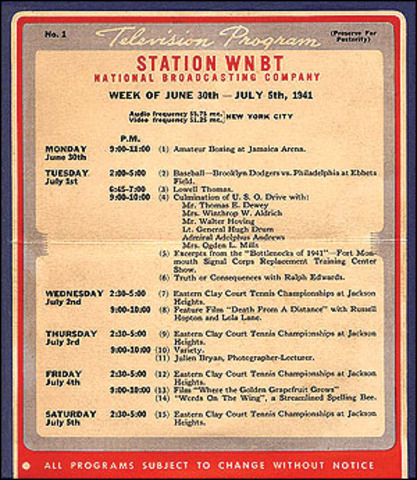 No. 1
Television Program
(Preserve For
Posterity)
STATION WNBT
NATIONAL BROADCASTING COMPANY
WEEK OF JUNE 30th — JULY 5th, 1941
Audio frequency 55.75 mc.
Video frequency 51.25 mc.
NEW YORK CITY
P.M.
MONDAY 9:00-11:00 (1) Amateur Boxing at Jamaica Arena.
June 30th
TUESDAY 2:00-5:00 (2) Baseball—Brooklyn Dodgers vs. Philadelphia at Ebbets
July 1st Field.
6:45-7:00 (3) Lowell Thomas.
9:00-10:00 (4) Culmination of U. S. O. Drive with:
Mr. Thomas E. Dewey
Mrs. Winthrop W. Aldrich
Mr. Walter Hoving
Lt. General Hugh Drum
Admiral Adolphus Andrews
Mrs. Ogden L. Mills
(5) Excerpts from the "Bottlenecks of 1941"—Fort Mon-
mouth Signal Corps Replacement Training Center
Show.
(6) Truth or Consequences with Ralph Edwards.
WEDNESDAY 2:30-5:00 (7) Eastern Clay Court Tennis Championships at Jackson
July 2nd Heights.
9:00-10:00 (8) Feature Film "Death From A Distance" with Russell
Hopton and Lola Lane.
THURSDAY 2:30-5:00 (9) Eastern Clay Court Tennis Championships at Jackson
July 3rd Heights.
9:00-10:00 (10) Variety.
(11) Julien Bryan, Photographer-Lecturer.
FRIDAY 2:30-5:00 (12) Eastern Clay Court Tennis Championships at Jackson
July 4th Heights.
9:00-10:00 (13) Film "Where the Golden Grapefruit Grows"
(14) "Words On The Wing", a Streamlined Spelling Bee.
SATURDAY 2:30-5:00 (15) Eastern Clay Court Tennis Championships at Jackson
July 5th Heights.
ALL PROGRAMS SUBJECT TO CHANGE WITHOUT NOTICE